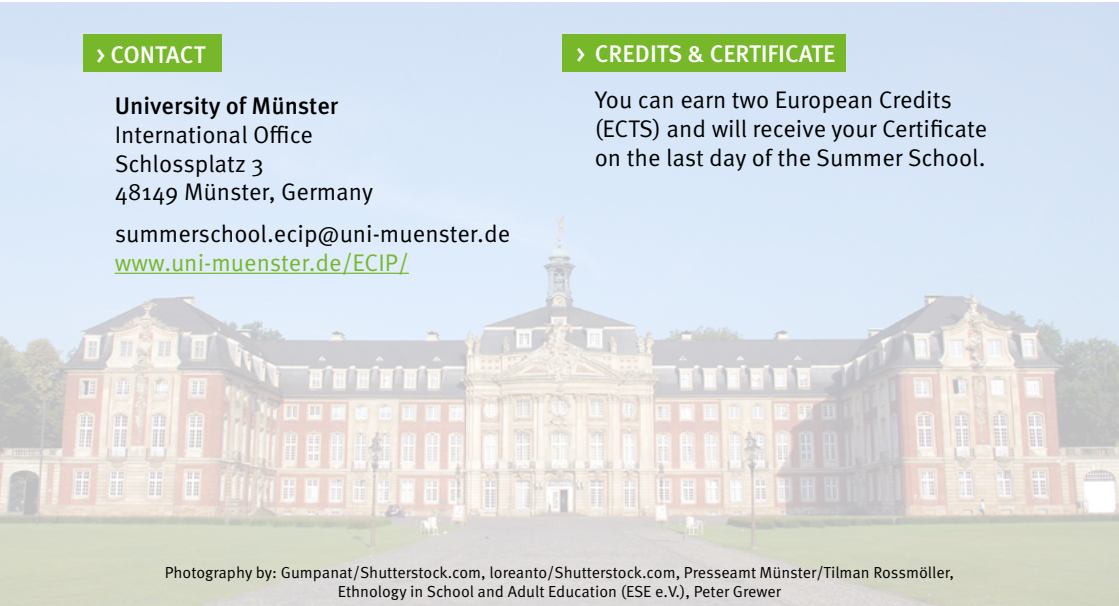 > CONTACT
University of Münster
International Office
Schlossplatz 3
48149 Münster, Germany
summerschool.ecip@uni-muenster.de
www.uni-muenster.de/ECIP/
> CREDITS & CERTIFICATE
You can earn two European Credits
(ECTS) and will receive your Certificate
on the last day of the Summer School.
Photography by: Gumpanat/Shutterstock.com, loreanto/Shutterstock.com, Presseamt Münster/Tilman Rossmöller,
Ethnology in School and Adult Education (ESE e.V.), Peter Grewer